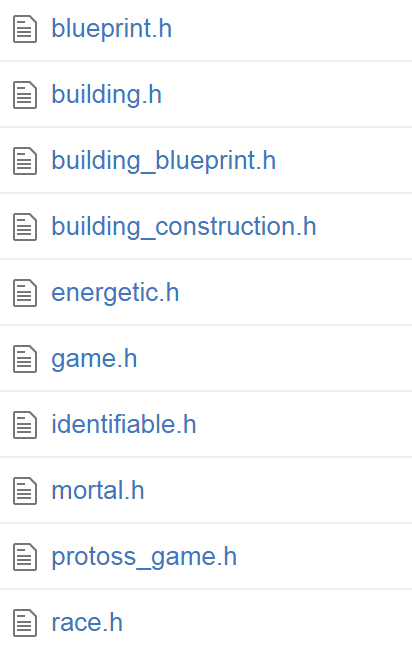 blueprint.h
building.h
building_blueprint.h
building_construction.h
energetic.h
game.h
identifiable.h
mortal.h
protoss_game.h
race.h